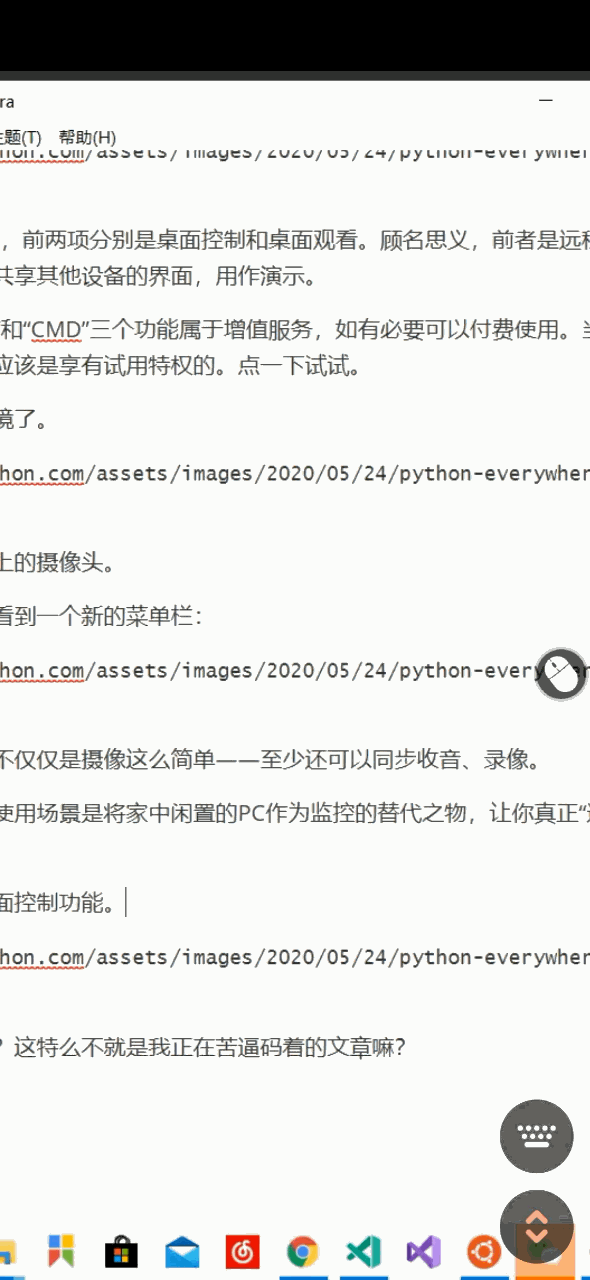 ra
主题(T) 帮助(H)
hon.com/assets/images/2020/05/24/python-everywher
，前两项分别是桌面控制和桌面观看。顾名思义，前者是远程
共享其他设备的界面，用作演示。
和“CMD”三个功能属于增值服务，如有必要可以付费使用。当
应该是享有试用特权的。点一下试试。
境了。
hon.com/assets/images/2020/05/24/python-everywher
上的摄像头。
看到一个新的菜单栏：
hon.com/assets/images/2020/05/24/python-everywher
不仅仅是摄像这么简单——至少还可以同步收音、录像。
使用场景是将家中闲置的PC作为监控的替代之物，让你真正“
面控制功能。
hon.com/assets/images/2020/05/24/python-everywher
？这特么不就是我正在苦逼码着的文章嘛？